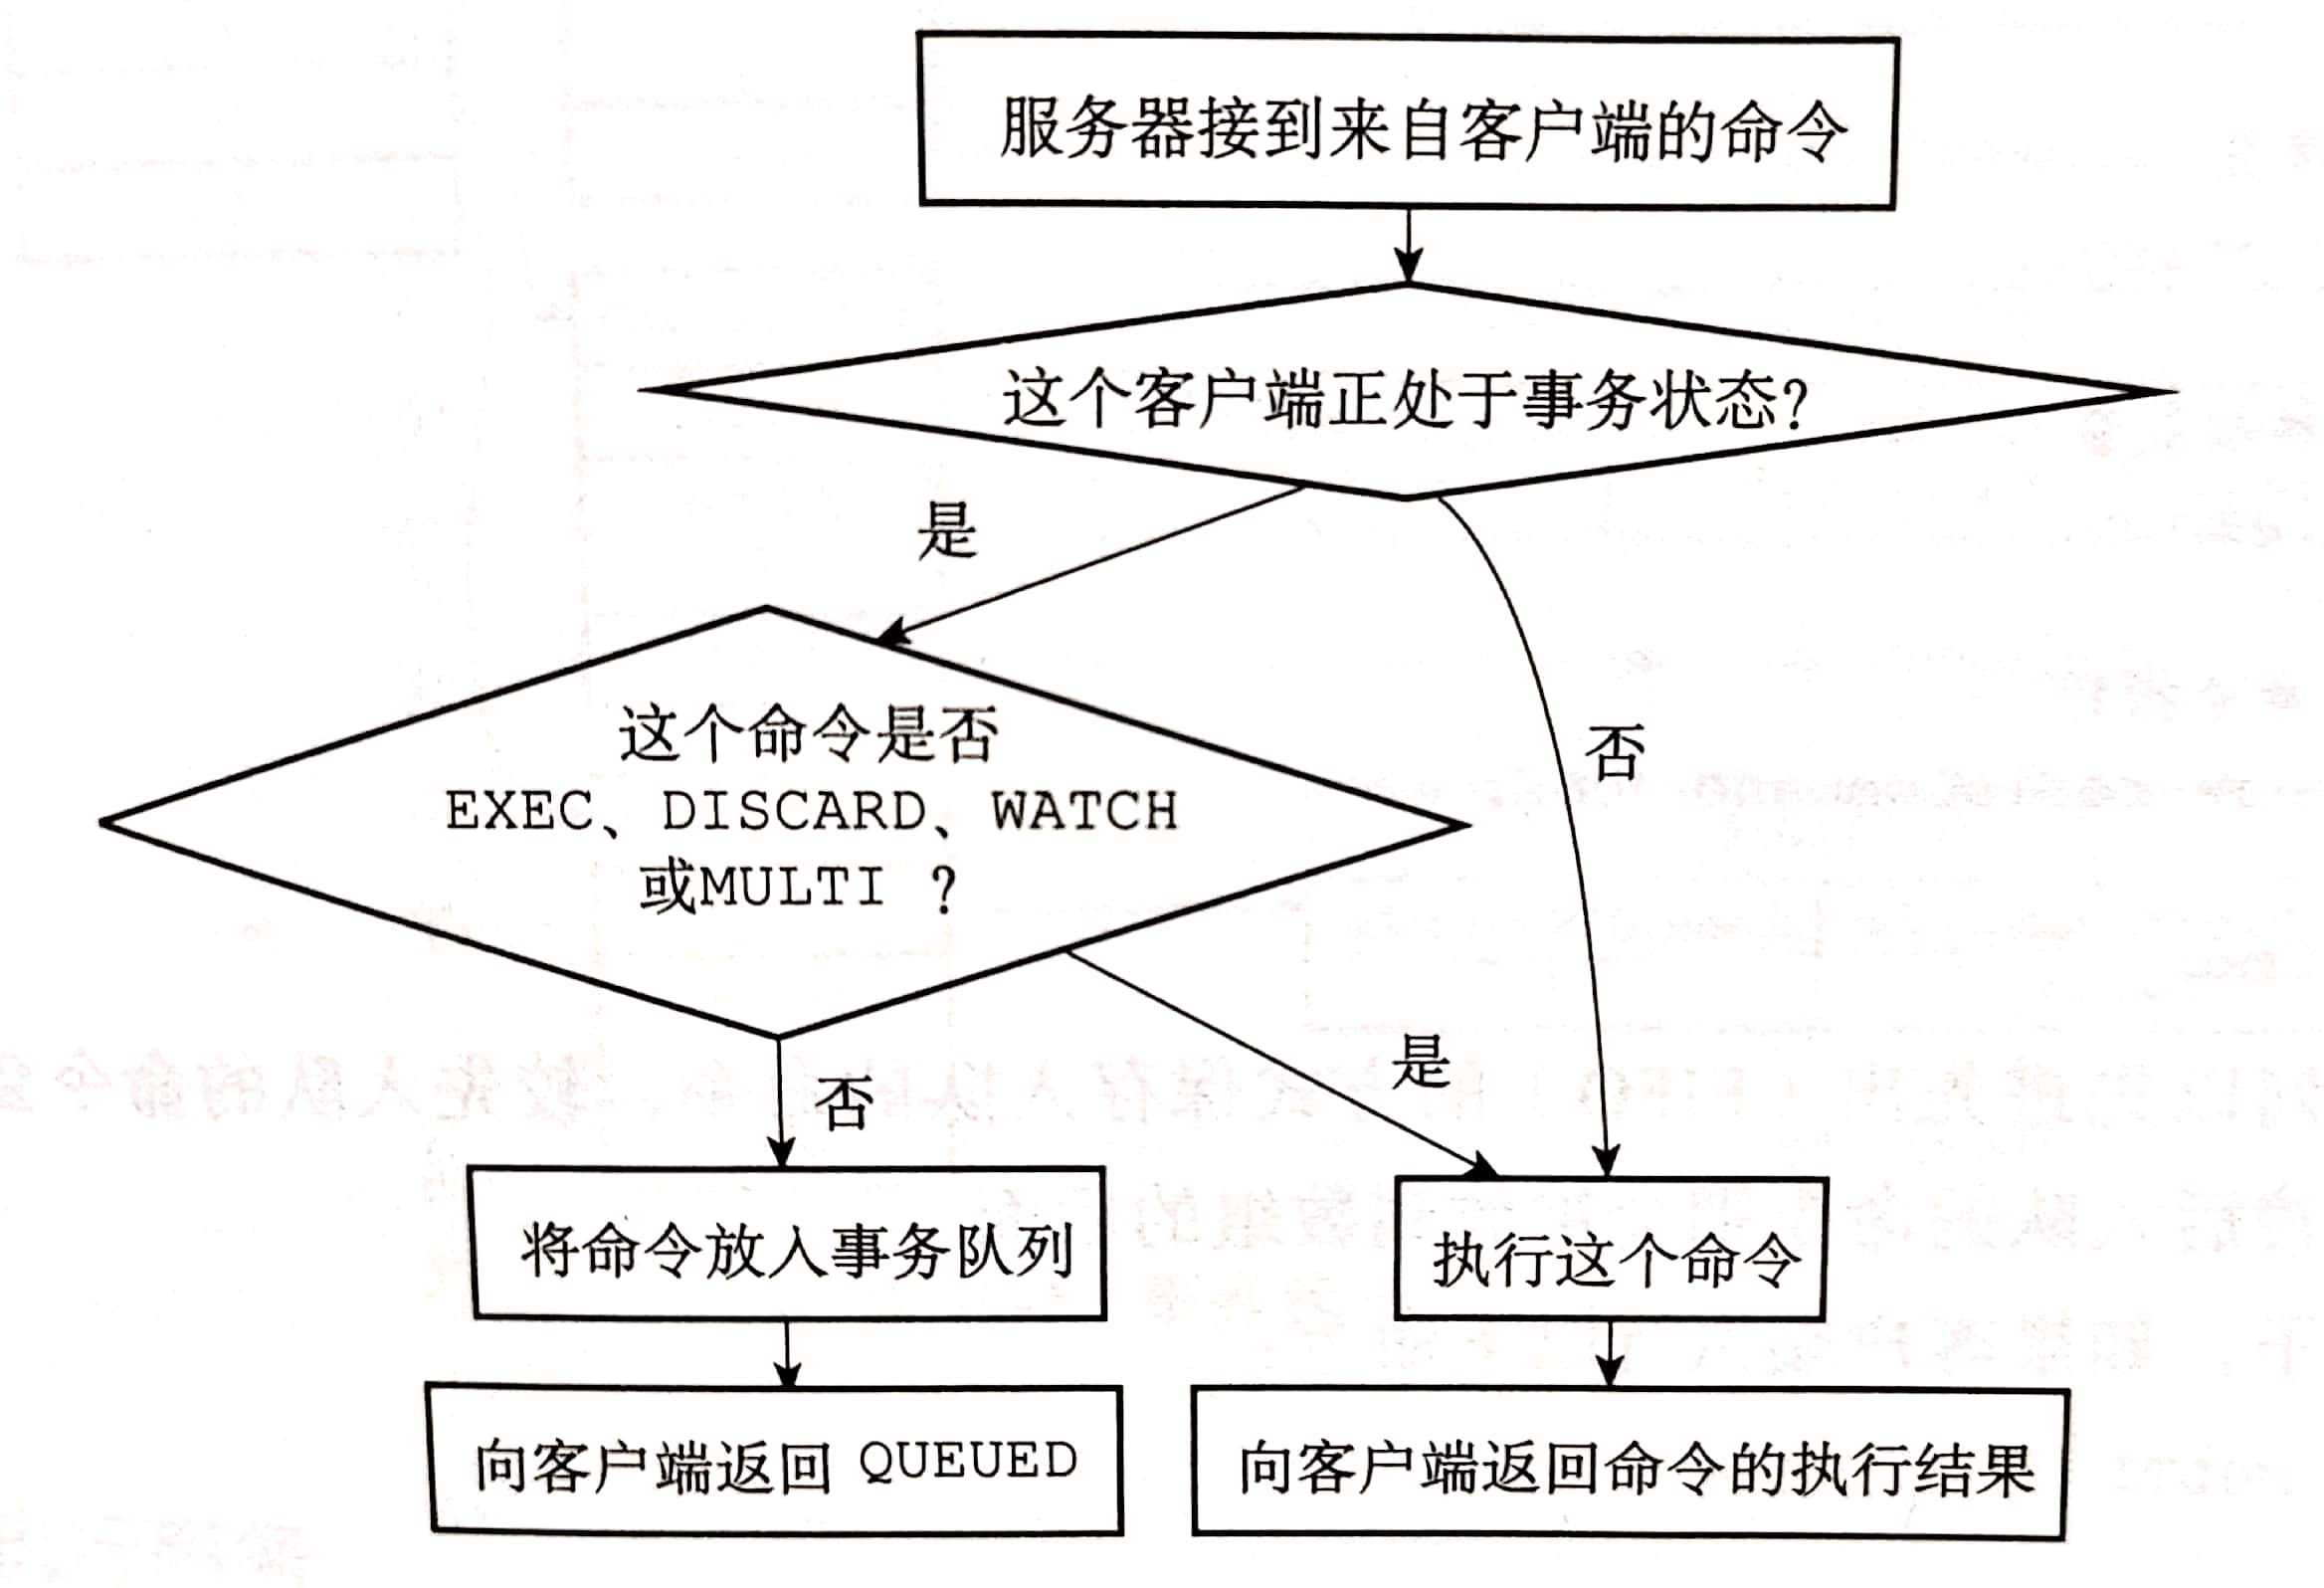 服务器接到来自客户端的命令
这个客户端正处于事务状态?
是
这个命令是否
EXEC、DISCARD、WATCH
或MULTI ?
否
是
否
将命令放入事务队列
执行这个命令
向客户端返回 QUEUED
向客户端返回命令的执行结果